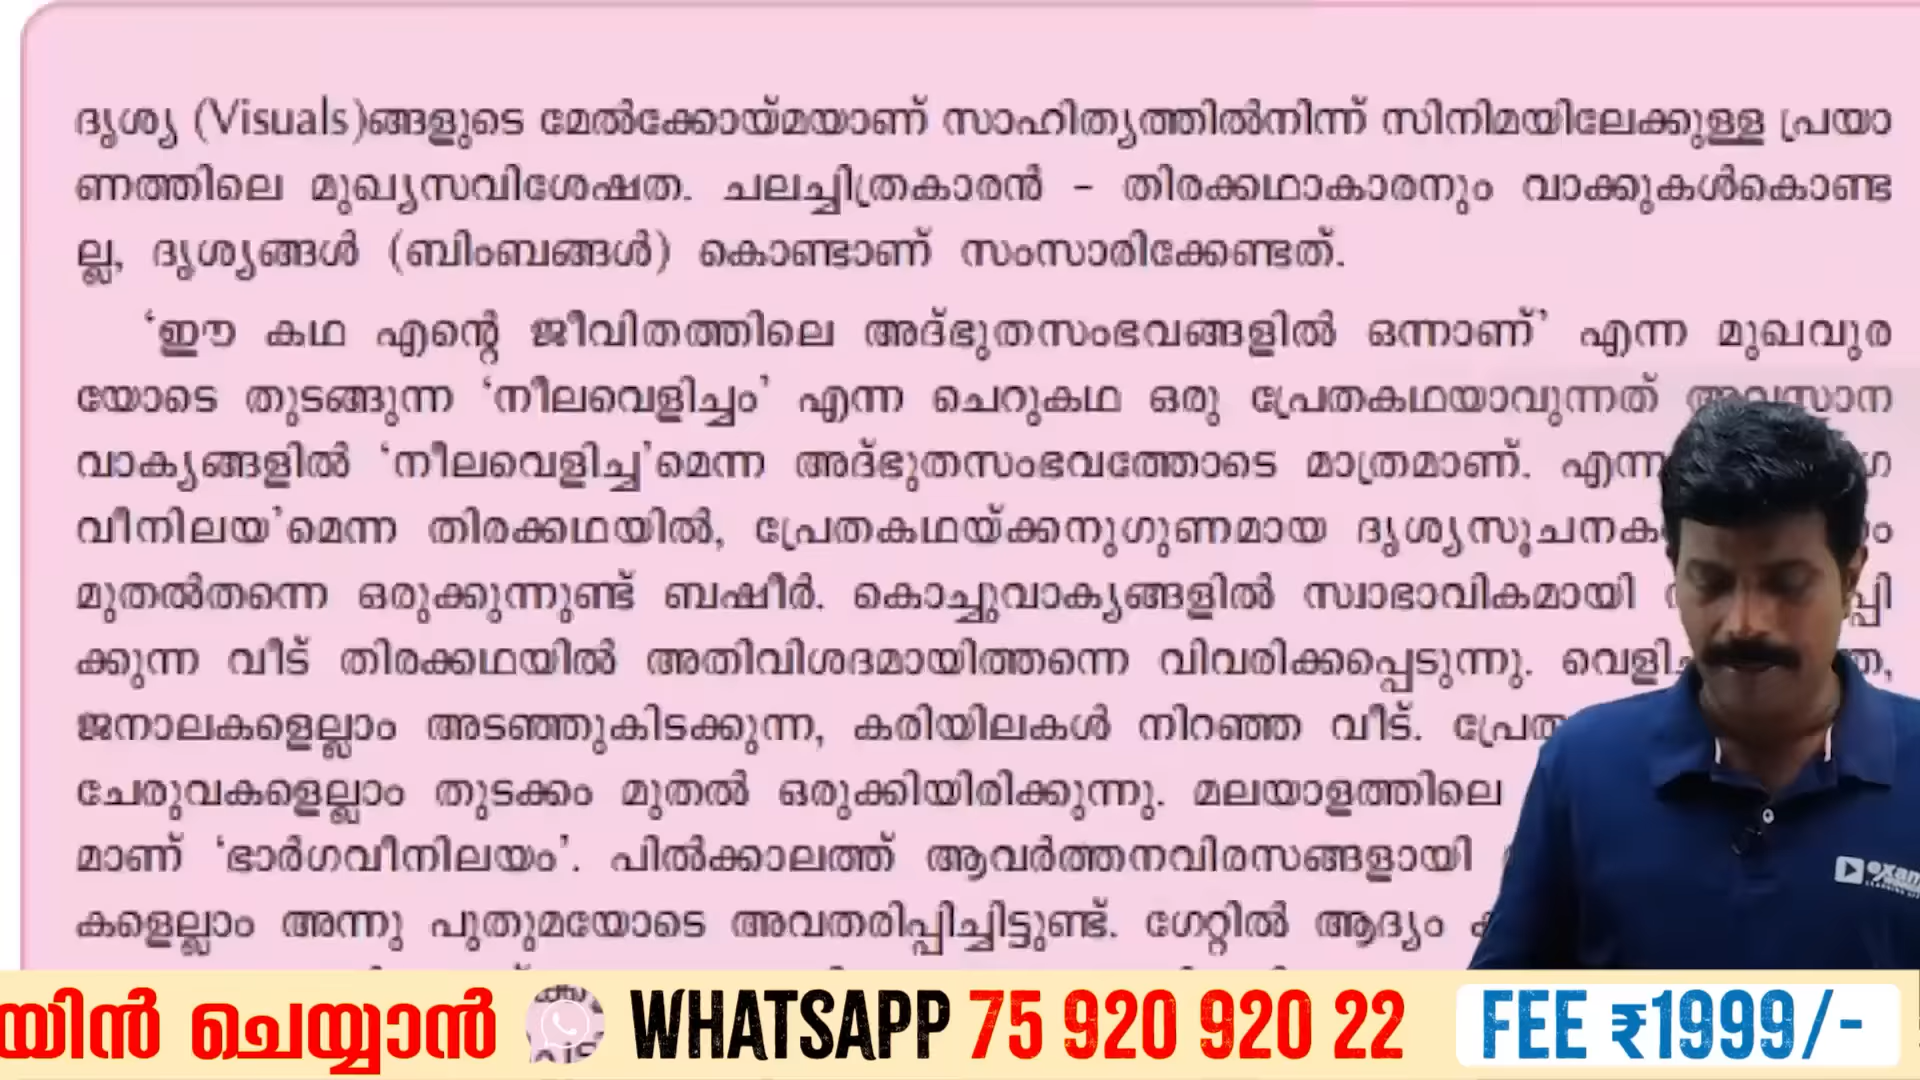 ദൃശ്യ (Visuals)ങ്ങളുടെ മേൽക്കോയ്മയാണ് സാഹിത്യത്തിൽനിന്ന് സിനിമയിലേക്കുള്ള പ്രയാ
ണത്തിലെ മുഖ്യസവിശേഷത. ചലച്ചിത്രകാരൻ – തിരക്കഥാകാരനും വാക്കുകൾകൊണ്ട
ല്ല, ദൃശ്യങ്ങൾ (ബിംബങ്ങൾ) കൊണ്ടാണ് സംസാരിക്കേണ്ടത്.
‘ഈ കഥ എന്റെ ജീവിതത്തിലെ അദ്ഭുതസംഭവങ്ങളിൽ ഒന്നാണ്’ എന്ന മുഖവുര
യോടെ തുടങ്ങുന്ന ‘നീലവെളിച്ചം’ എന്ന ചെറുകഥ ഒരു പ്രേതകഥയാവുന്നത് അവസാന
വാക്യങ്ങളിൽ ‘നീലവെളിച്ച’മെന്ന അദ്ഭുതസംഭവത്തോടെ മാത്രമാണ്.
വീനിലയ’മെന്ന തിരക്കഥയിൽ, പ്രേതകഥയ്ക്കനുഗുണമായ
മുതൽതന്നെ ഒരുക്കുന്നുണ്ട് ബഷീർ. കൊച്ചുവാക്യങ്ങളിൽ സ്വാഭാവികമായി
ക്കുന്ന വീട് തിരക്കഥയിൽ അതിവിശദമായിത്തന്നെ വിവരിക്കപ്പെടുന്നു.
ജനാലകളെല്ലാം അടഞ്ഞുകിടക്കുന്ന, കരിയിലകൾ നിറഞ്ഞ വീട്.
ചേരുവകളെല്ലാം തുടക്കം മുതൽ ഒരുക്കിയിരിക്കുന്നു. മലയാളത്തിലെ
മാണ് ‘ഭാർഗവീനിലയം’. പിൽക്കാലത്ത് ആവർത്തനവിരസങ്ങളായി
കളെല്ലാം അന്നു പുതുമയോടെ അവതരിപ്പിച്ചിട്ടുണ്ട്. ഗേറ്റിൽ ആദ്യം
exam
യിൻ ചെയ്യാൻ WHATSAPP 75 920 920 22 FEE ₹1999/-